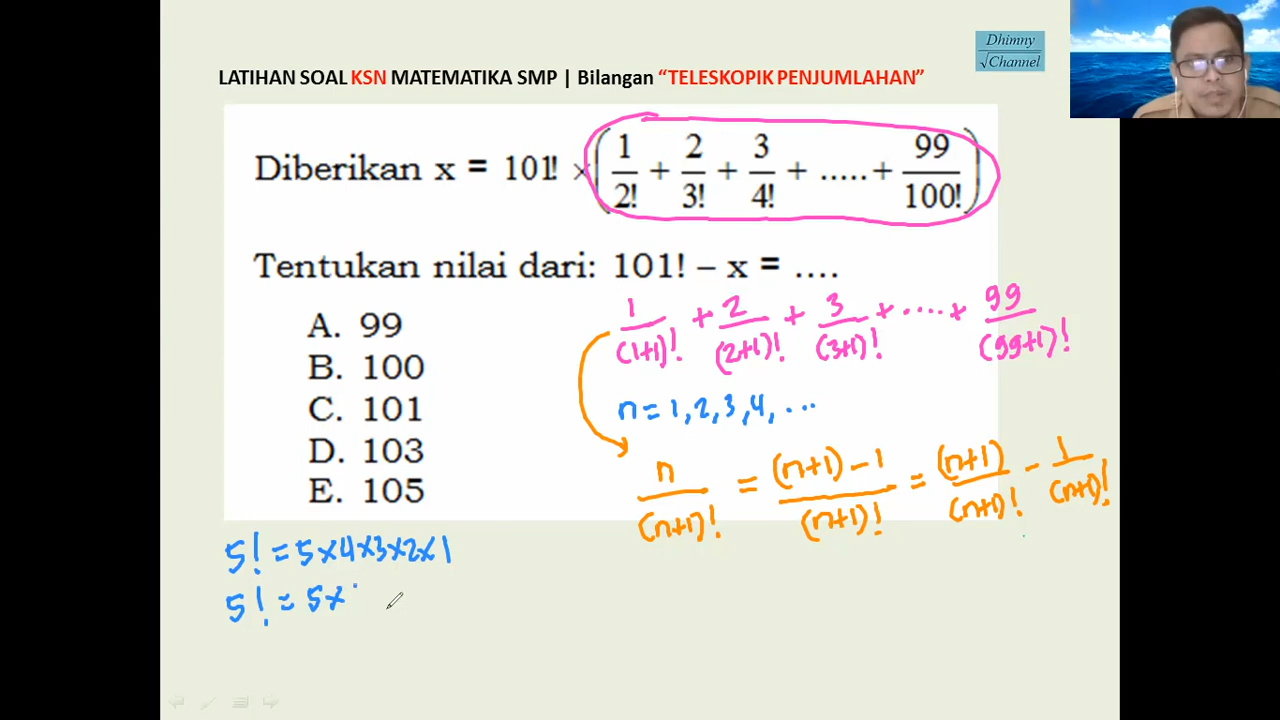 Dhimny
√Channel
LATIHAN SOAL KSN MATEMATIKA SMP | Bilangan “TELESKOPIK PENJUMLAHAN”
Diberikan x = 101! × (1/2! + 2/3! + 3/4! + ..... + 99/100!)
Tentukan nilai dari: 101! – x = ....
A. 99
B. 100
C. 101
D. 103
E. 105
1/(1+1)! + 2/(2+1)! + 3/(3+1)! + .... + 99/(99+1)!
n = 1, 2, 3, 4, ...
n/(n+1)! = (n+1) - 1/(n+1)! = (n+1)/(n+1)! - 1/(n+1)!
5! = 5×4×3×2×1
5! = 5×